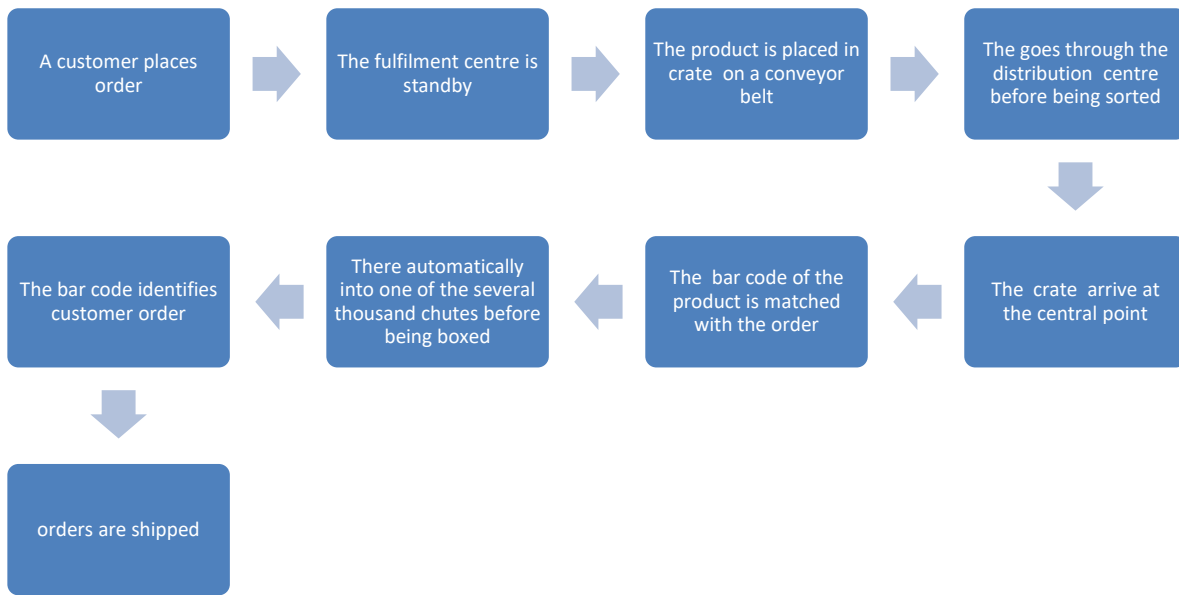 A customer places
order
The fulfilment centre is
standby
The product is placed in
crate on a conveyor
belt
The goes through the
distribution centre
before being sorted
The crate arrive at
the central point
The bar code of the
product is matched
with the order
There automatically
into one of the several
thousand chutes before
being boxed
The bar code identifies
customer order
orders are shipped